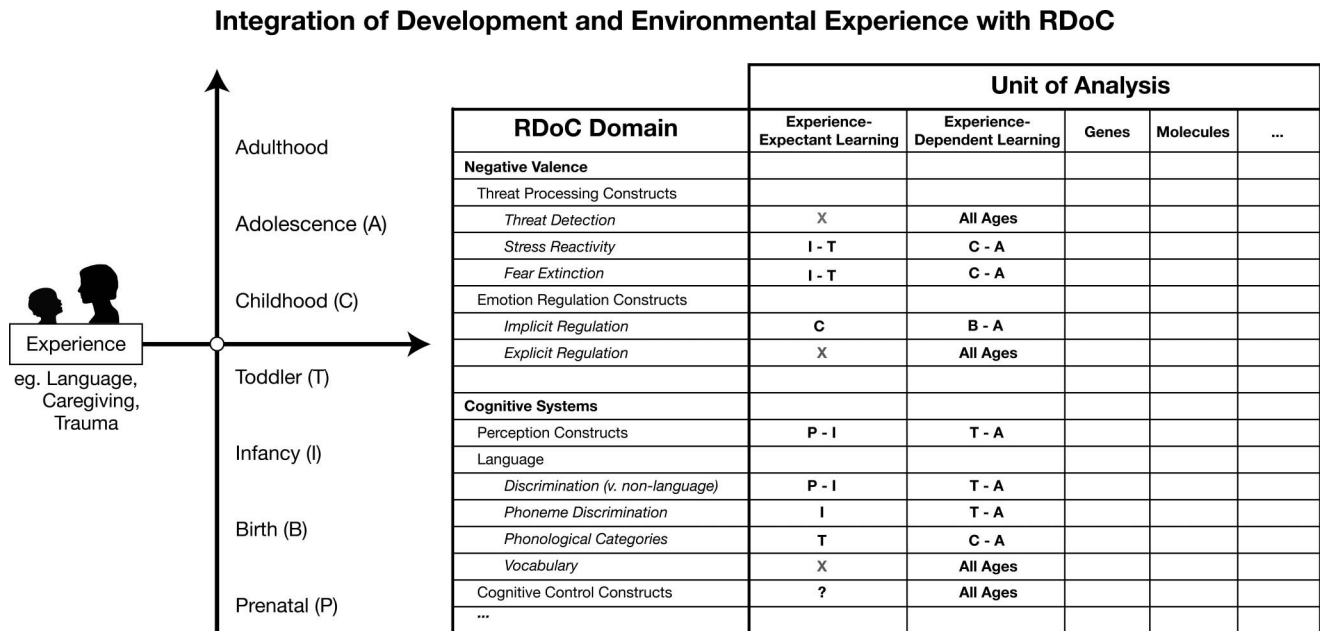 Integration of Development and Environmental Experience with RDoC
Adulthood
Adolescence (A)
Childhood (C)
Experience
eg. Language,
Caregiving,
Trauma
Toddler (T)
Infancy (I)
Birth (B)
Prenatal (P)
Unit of Analysis
RDoC Domain
Experience-
Expectant Learning
Experience-
Dependent Learning
Genes
Molecules
...
Negative Valence
Threat Processing Constructs
Threat Detection X All Ages
Stress Reactivity I - T C - A
Fear Extinction I - T C - A
Emotion Regulation Constructs
Implicit Regulation C B - A
Explicit Regulation X All Ages
Cognitive Systems
Perception Constructs P - I T - A
Language
Discrimination (v. non-language) P - I T - A
Phoneme Discrimination I T - A
Phonological Categories T C - A
Vocabulary X All Ages
Cognitive Control Constructs ? All Ages
...